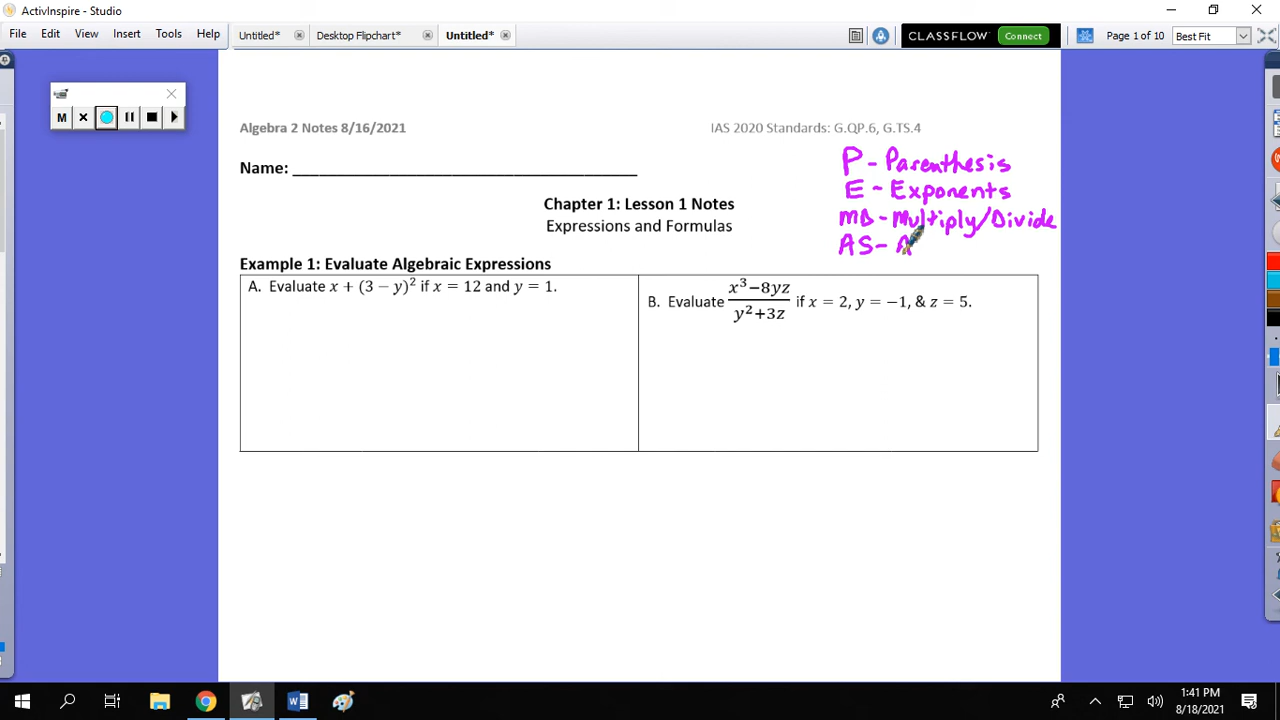 ActivInspire - Studio
File Edit View Insert Tools Help Untitled* Desktop Flipchart* Untitled* CLASSFLOW Connect Page 1 of 10 Best Fit
M
Algebra 2 Notes 8/16/2021 IAS 2020 Standards: G.QP.6, G.TS.4
Name: ___________________________________
P - Parenthesis
E - Exponents
MD - Multiply/Divide
AS - A
Chapter 1: Lesson 1 Notes
Expressions and Formulas
Example 1: Evaluate Algebraic Expressions
A. Evaluate x + (3 − y)² if x = 12 and y = 1.
B. Evaluate (x³−8yz)/(y²+3z) if x = 2, y = −1, & z = 5.
1:41 PM
8/18/2021